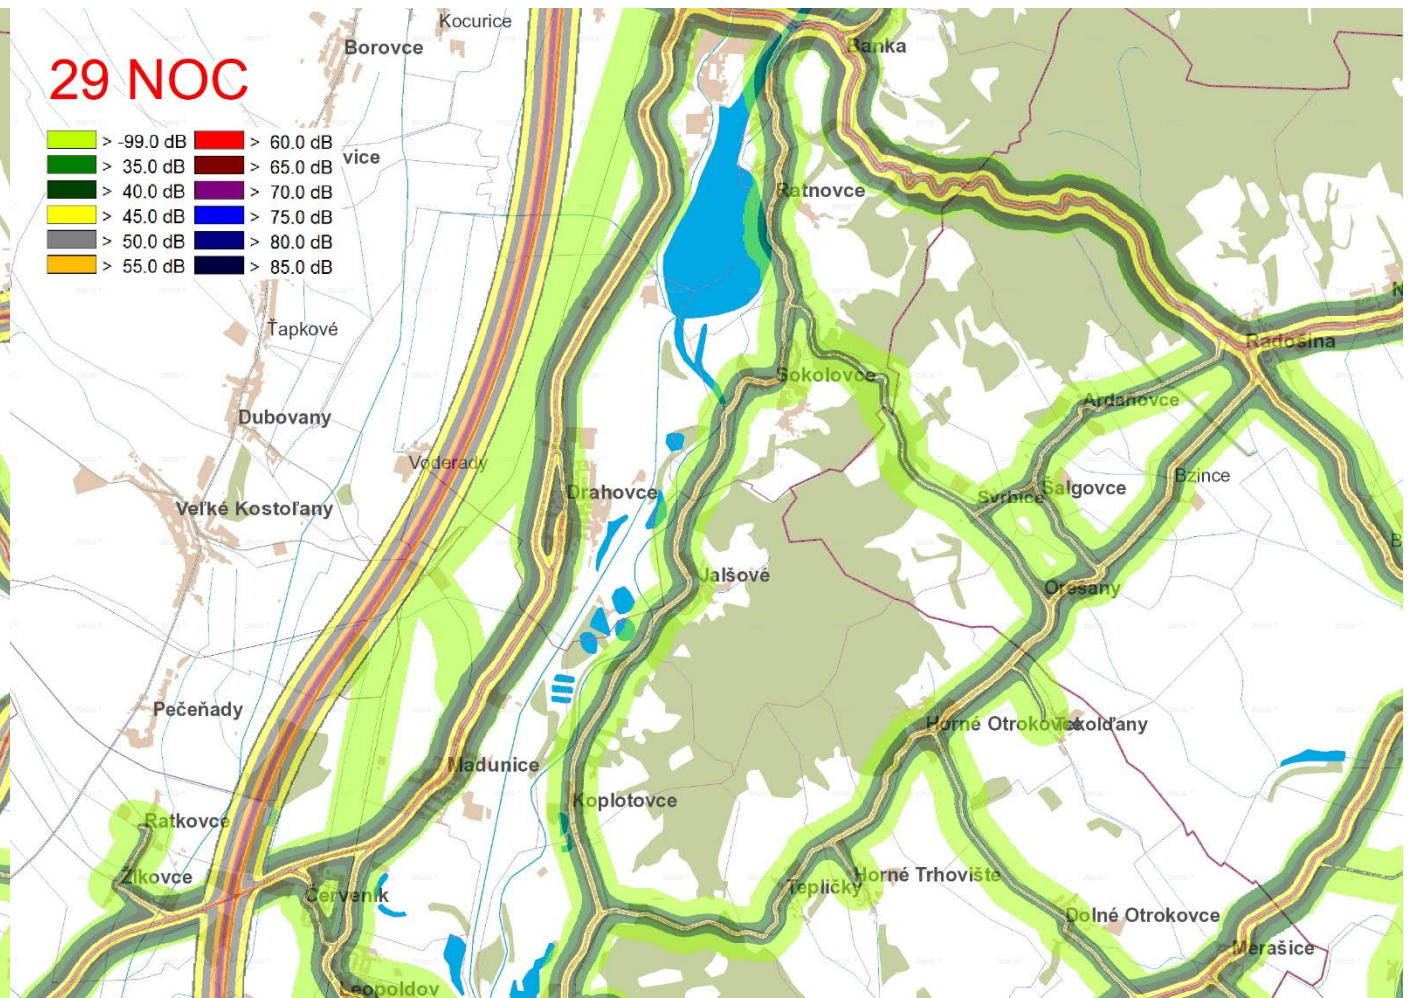 Kocurice
Borovce
Banka
29 NOC
> -99.0 dB > 60.0 dB
> 35.0 dB > 65.0 dB
vice
> 40.0 dB > 70.0 dB
Ratnovce
> 45.0 dB > 75.0 dB
> 50.0 dB > 80.0 dB
> 55.0 dB > 85.0 dB
N
Ťapkové
Radošina
Sokolovce
Ardanovce
Dubovany
Voderady
Bzince
Drahovce
Svrbice
Šalgovce
Veľké Kostoľany
B
Jalšové
Orešany
Pečeňady
Horné Otrokovce
Tekolďany
Madunice
Koplotovce
Ratkovce
Žlkovce
Horné Trhovište
Tepličky
Červeník
Dolné Otrokovce
Merašice
Leopoldov